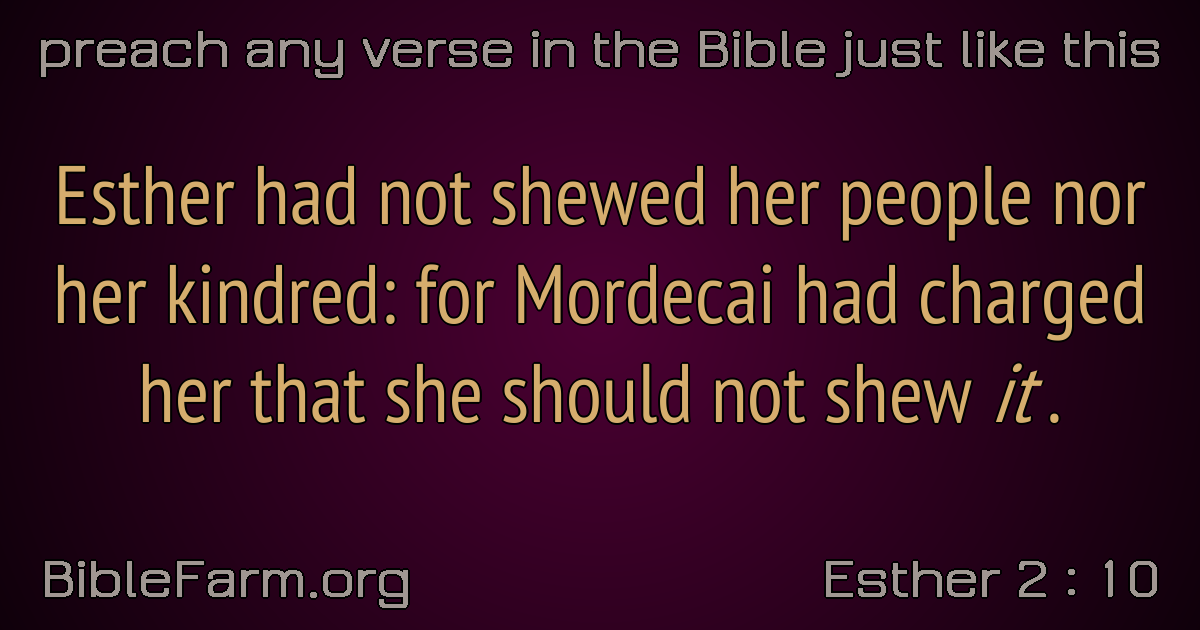 preach any verse in the Bible just like this
Esther had not shewed her people nor
her kindred: for Mordecai had charged
her that she should not shew it .
BibleFarm.org
Esther 2 : 10